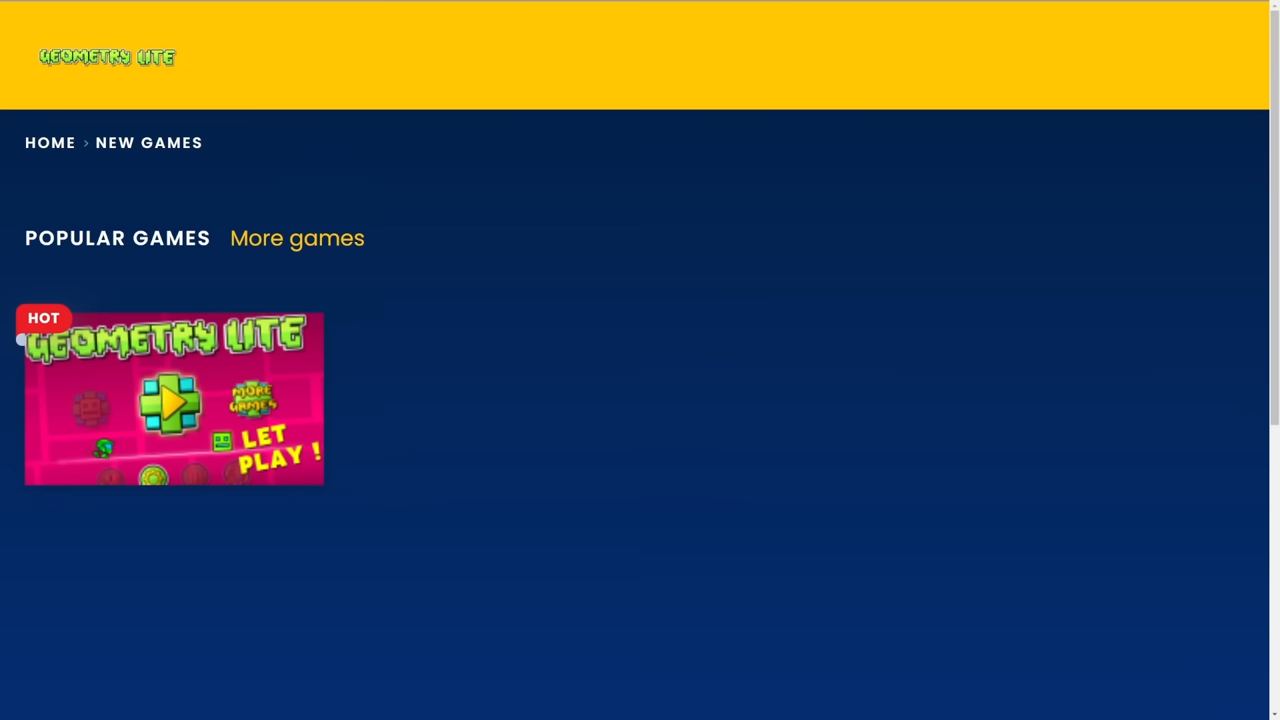 GEOMETRY LITE
HOME > NEW GAMES
POPULAR GAMES More games
HOT
GEOMETRY LITE
MORE
GAMES
LET
PLAY !